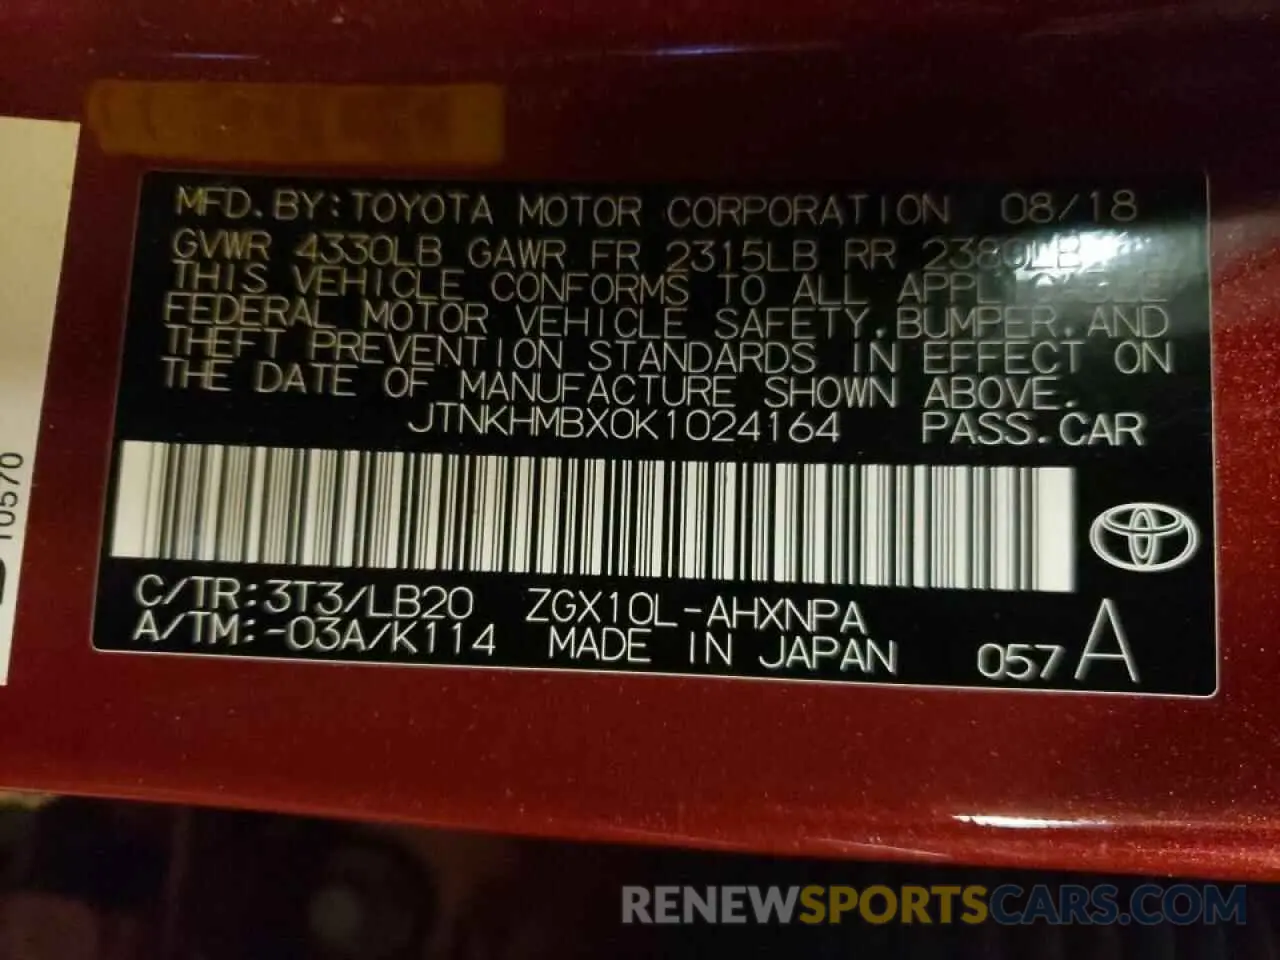 MFD. BY: TOYOTA MOTOR CORPORATION 08/18
GVWR 4330LB GAWR FR 2315LB RR 2380LB
THIS VEHICLE CONFORMS TO ALL APPLICABLE
FEDERAL MOTOR VEHICLE SAFETY, BUMPER, AND
THEFT PREVENTION STANDARDS IN EFFECT ON
THE DATE OF MANUFACTURE SHOWN ABOVE.
JTNKHMBX0K1024164 PASS. CAR
C/TR: 3T3/LB20 ZGX10L-AHXNPA
A/TM: -03A/K114 MADE IN JAPAN 057 A
10570
RENEWSPORTSCARS.COM